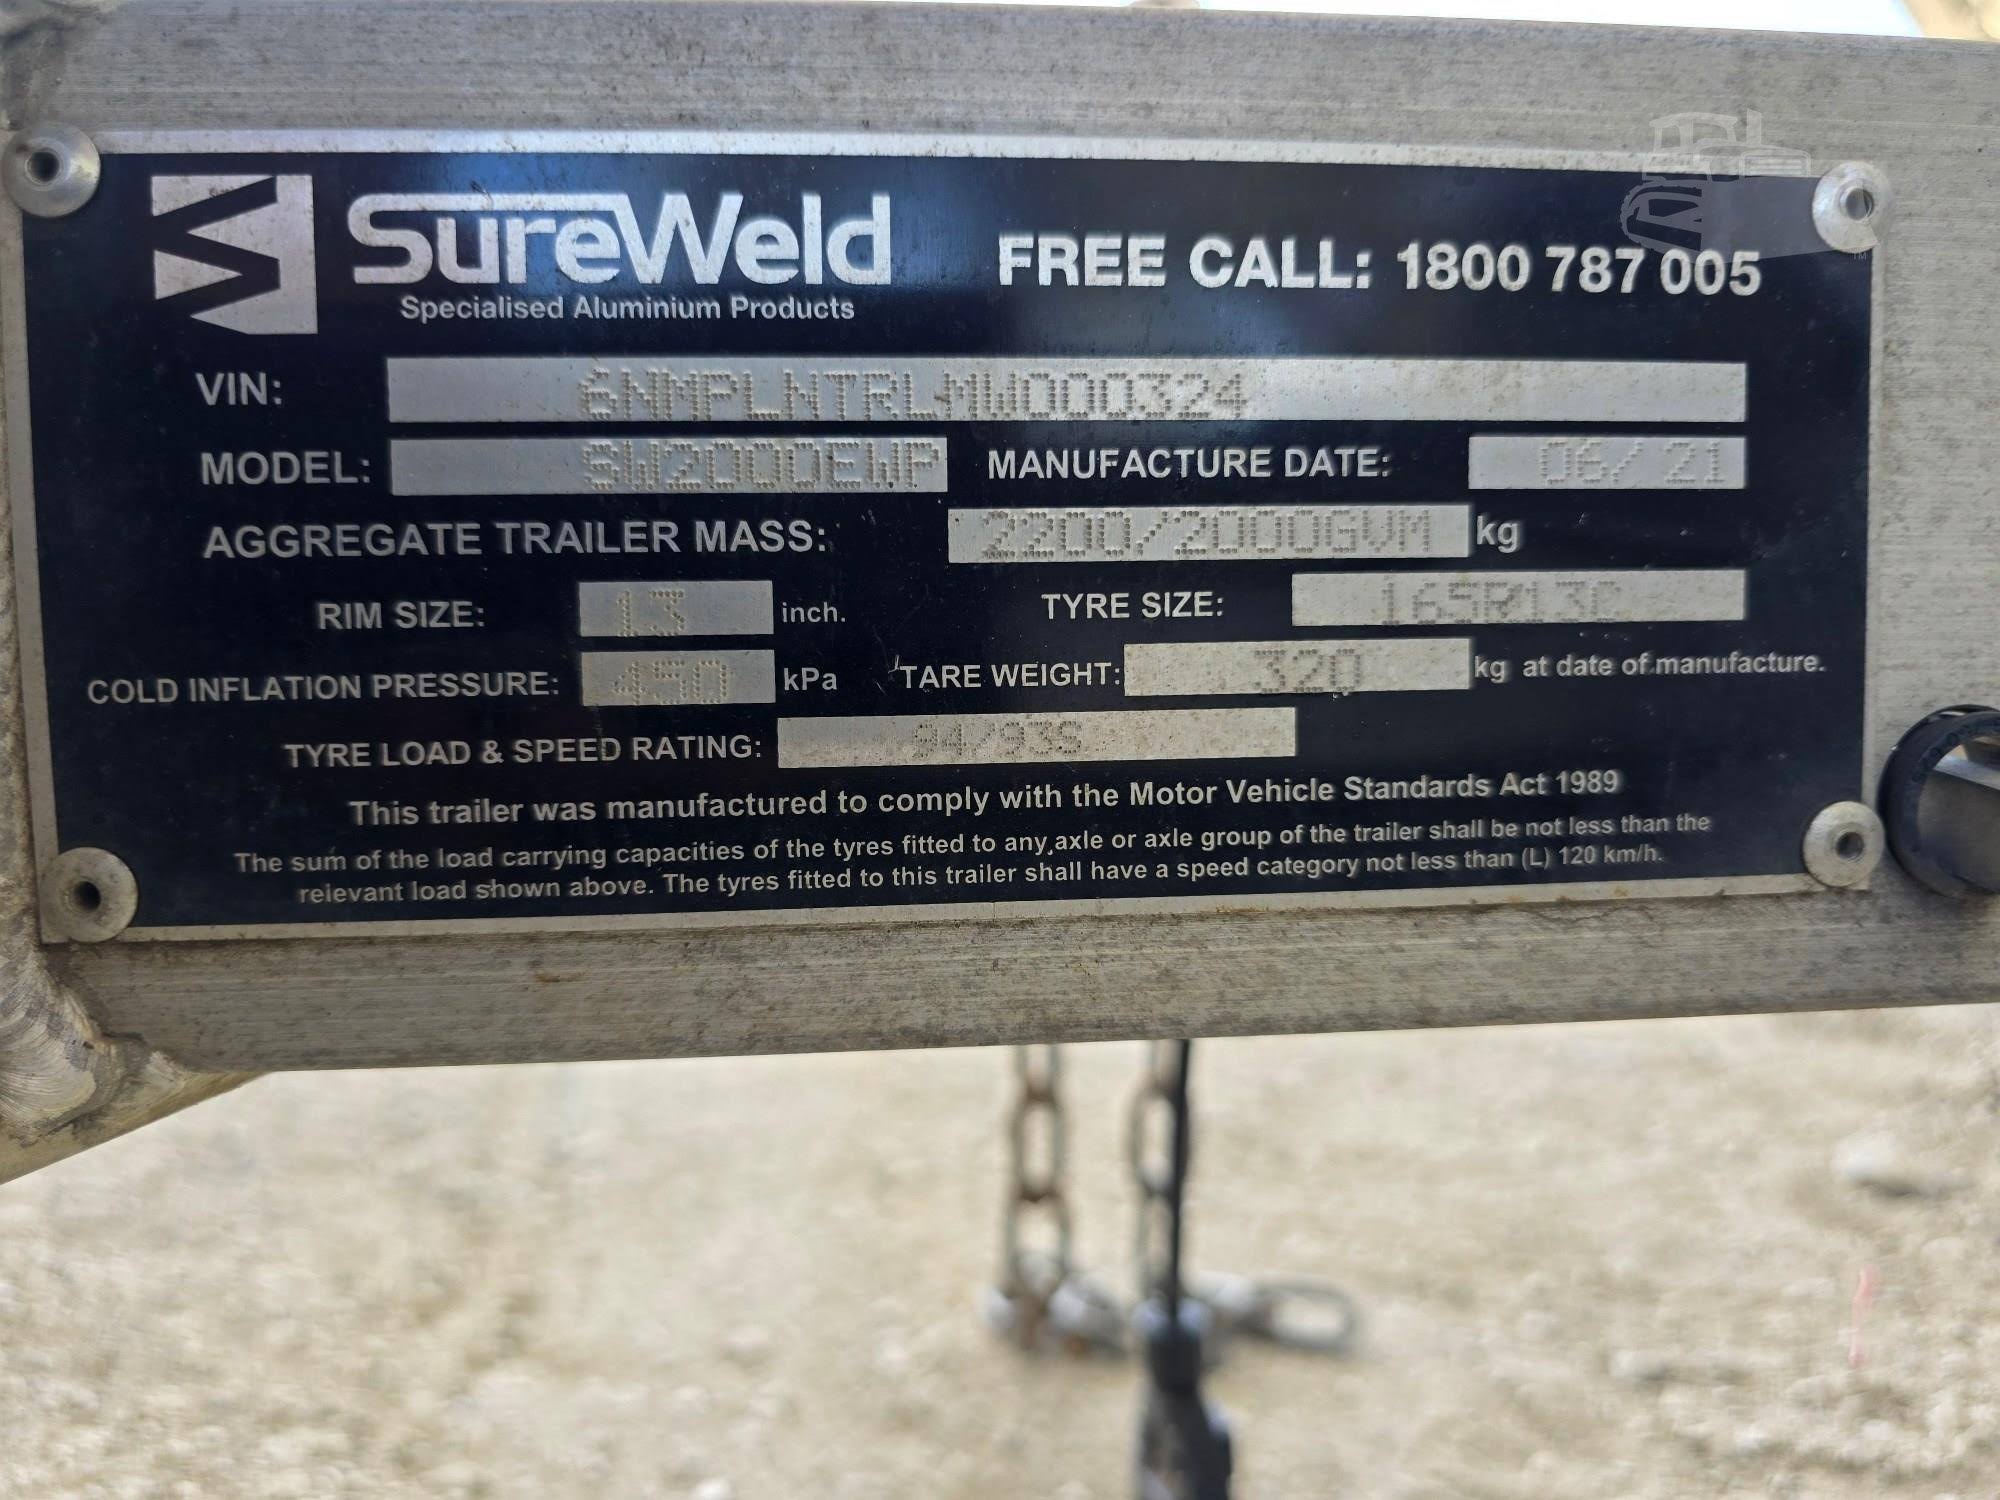 SureWeld
Specialised Aluminium Products
FREE CALL: 1800 787 005
VIN: 6NMPLNTRLMW000324
MODEL: SW2000EWP MANUFACTURE DATE: 06/ 21
AGGREGATE TRAILER MASS: 2200/2000GVM kg
RIM SIZE: 13 inch. TYRE SIZE: 165R13C
COLD INFLATION PRESSURE: 450 kPa TARE WEIGHT: 320 kg at date of manufacture.
TYRE LOAD & SPEED RATING: 94/93S
This trailer was manufactured to comply with the Motor Vehicle Standards Act 1989
The sum of the load carrying capacities of the tyres fitted to any axle or axle group of the trailer shall be not less than the
relevant load shown above. The tyres fitted to this trailer shall have a speed category not less than (L) 120 km/h.